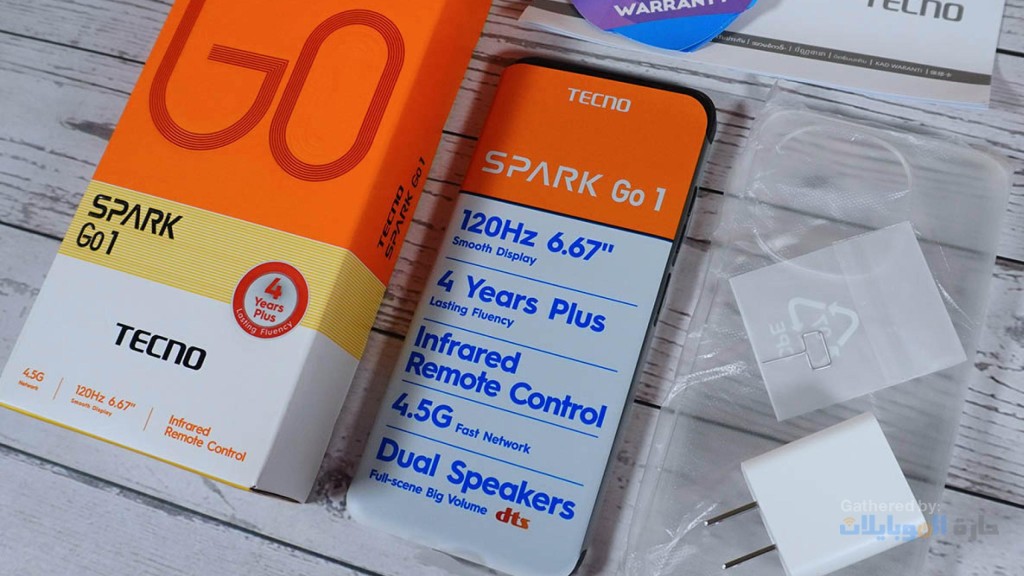 GO
SPARK
Go 1
4
Years
Plus
Lasting Fluency
TECNO
4.5G
Network
120Hz 6.67"
Smooth Display
Infrared
Remote Control
TECNO
SPARK Go 1
TECNO
SPARK Go 1
120Hz 6.67"
Smooth Display
4 Years Plus
Lasting Fluency
Infrared
Remote Control
4.5G Fast Network
Dual Speakers
Full-scene Big Volume dts
WARRANTY
TECNO
KAD WARANTI
Gathered by:
حارة الموبايلات